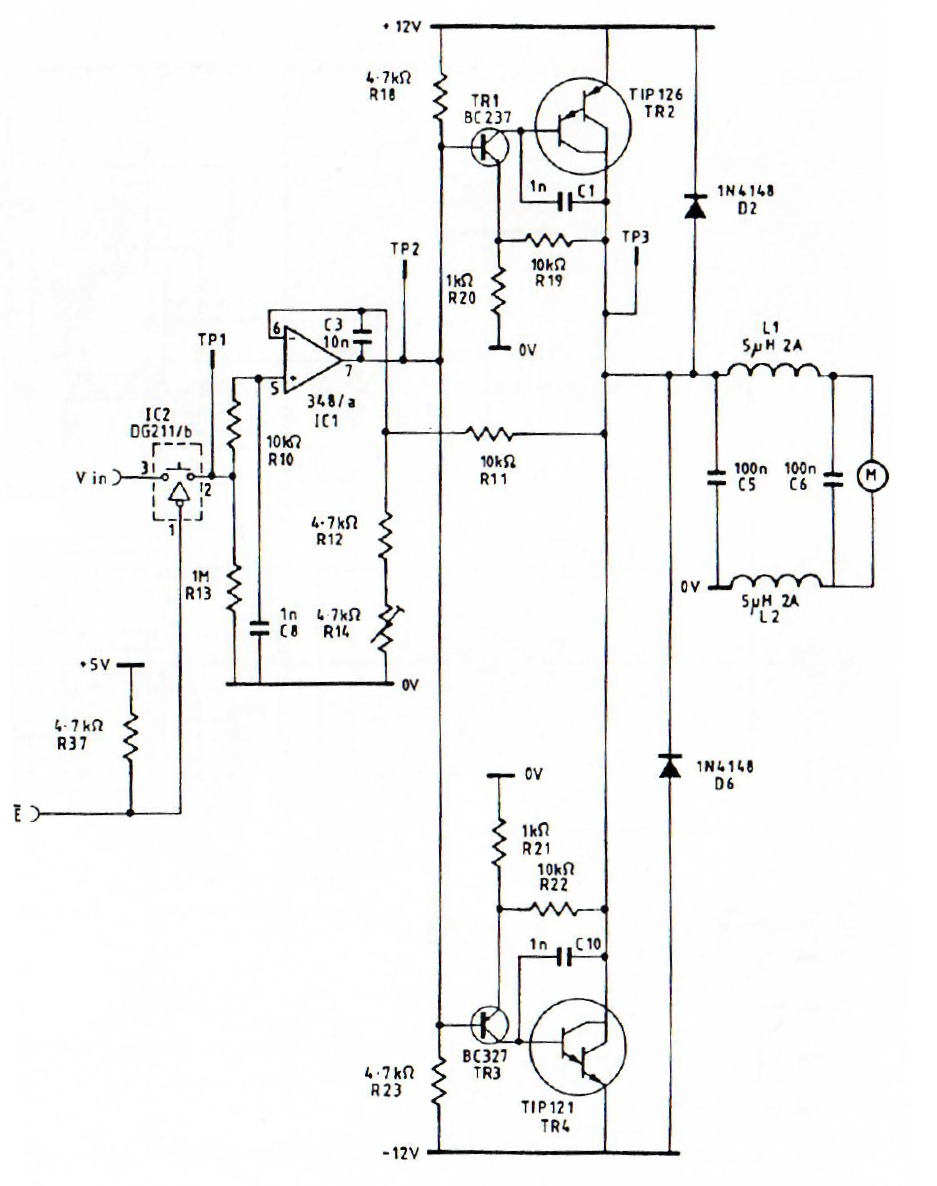 +12V
4.7kΩ
R18
TR1
BC237
TIP126
TR2
1n C1
1N4148
D2
10kΩ
R19
TP3
TP2
1kΩ
R20
0V
L1
5μH 2A
C3
10n
6
-
7
+
5
348/a
IC1
TP1
IC2
DG211/b
10kΩ
R10
10kΩ
R11
100n
C5
100n
C6
M
V in
3
2
1
4.7kΩ
R12
1M
R13
1n
C8
4.7kΩ
R14
0V
5μH 2A
L2
0V
+5V
4.7kΩ
R37
E̅
0V
1N4148
D6
1kΩ
R21
10kΩ
R22
1n C10
BC327
TR3
4.7kΩ
R23
TIP121
TR4
-12V